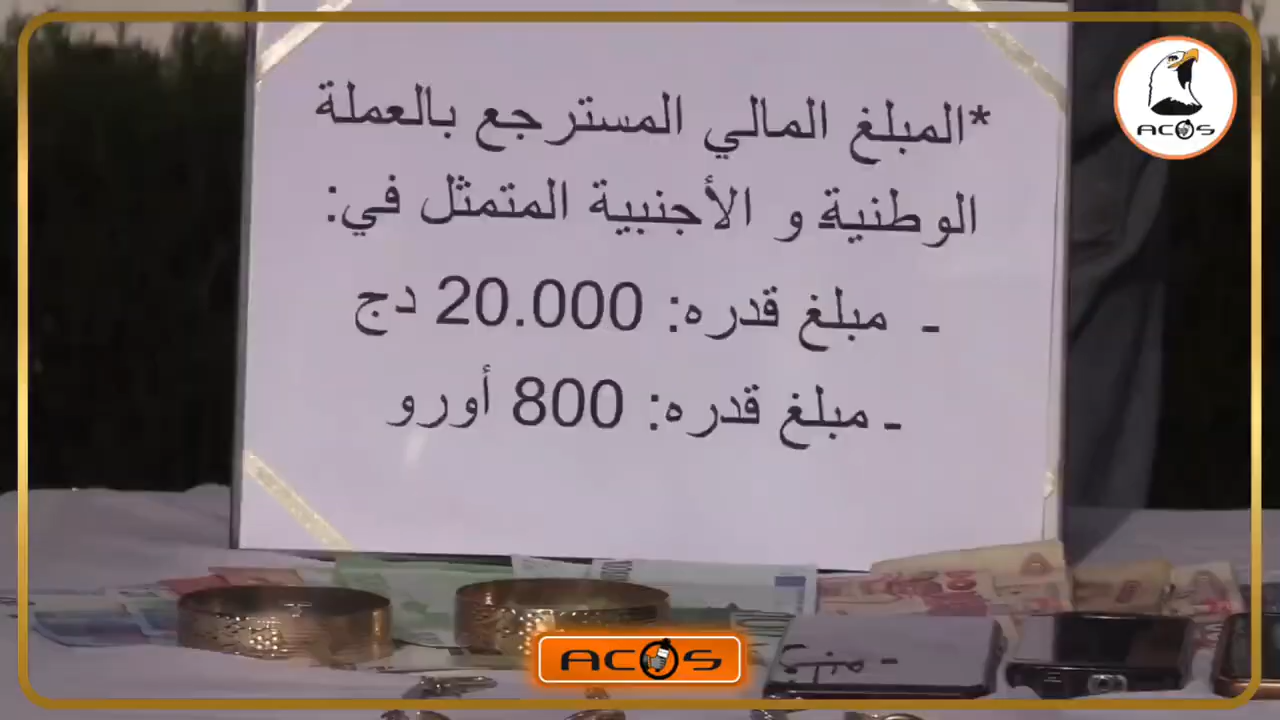 *المبلغ المالي المسترجع بالعملة
الوطنية و الأجنبية المتمثل في:
- مبلغ قدره: 20.000 دج
- مبلغ قدره: 800 أورو
ACOS
ACOS